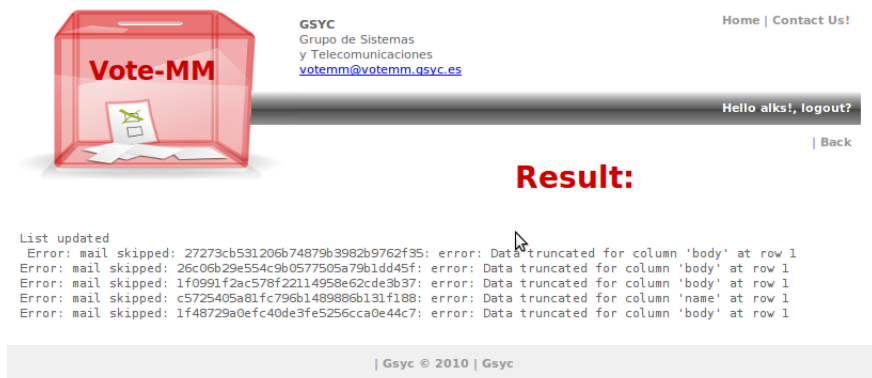 Vote-MM
GSYC
Grupo de Sistemas
y Telecomunicaciones
votemm@votemm.gsyc.es
Home | Contact Us!
Hello alks!, logout?
| Back
Result:
List updated
Error: mail skipped: 27273cb531206b74879b3982b9762f35: error: Data truncated for column 'body' at row 1
Error: mail skipped: 26c06b29e554c9b0577505a79b1dd45f: error: Data truncated for column 'body' at row 1
Error: mail skipped: 1f0991f2ac578f22114958e62cde3b37: error: Data truncated for column 'body' at row 1
Error: mail skipped: c5725405a81fc796b1489886b131f188: error: Data truncated for column 'name' at row 1
Error: mail skipped: 1f48729a0efc40de3fe5256cca0e44c7: error: Data truncated for column 'body' at row 1
| Gsyc © 2010 | Gsyc